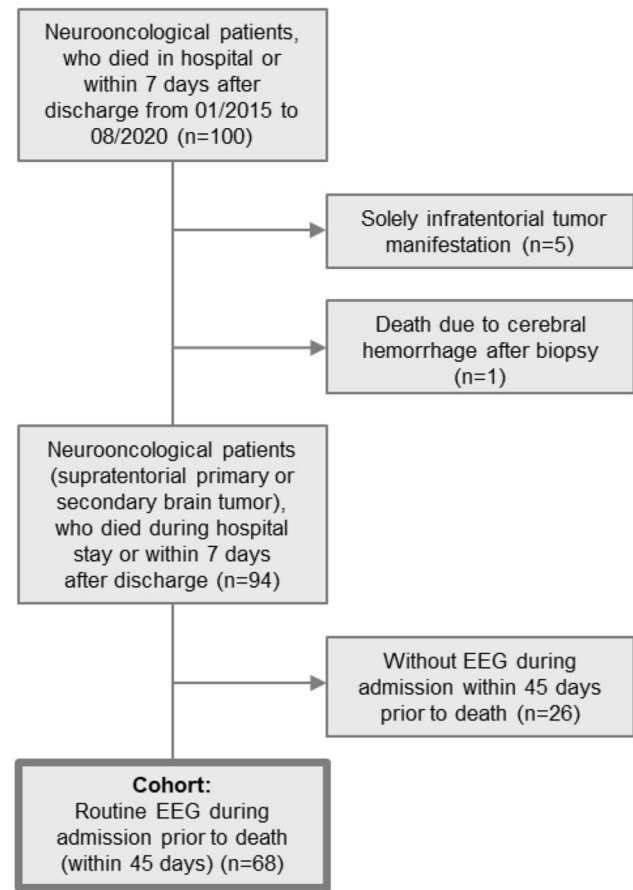 Neurooncological patients,
who died in hospital or
within 7 days after
discharge from 01/2015 to
08/2020 (n=100)
Solely infratentorial tumor
manifestation (n=5)
Death due to cerebral
hemorrhage after biopsy
(n=1)
Neurooncological patients
(supratentorial primary or
secondary brain tumor),
who died during hospital
stay or within 7 days
after discharge (n=94)
Without EEG during
admission within 45 days
prior to death (n=26)
Cohort:
Routine EEG during
admission prior to death
(within 45 days) (n=68)